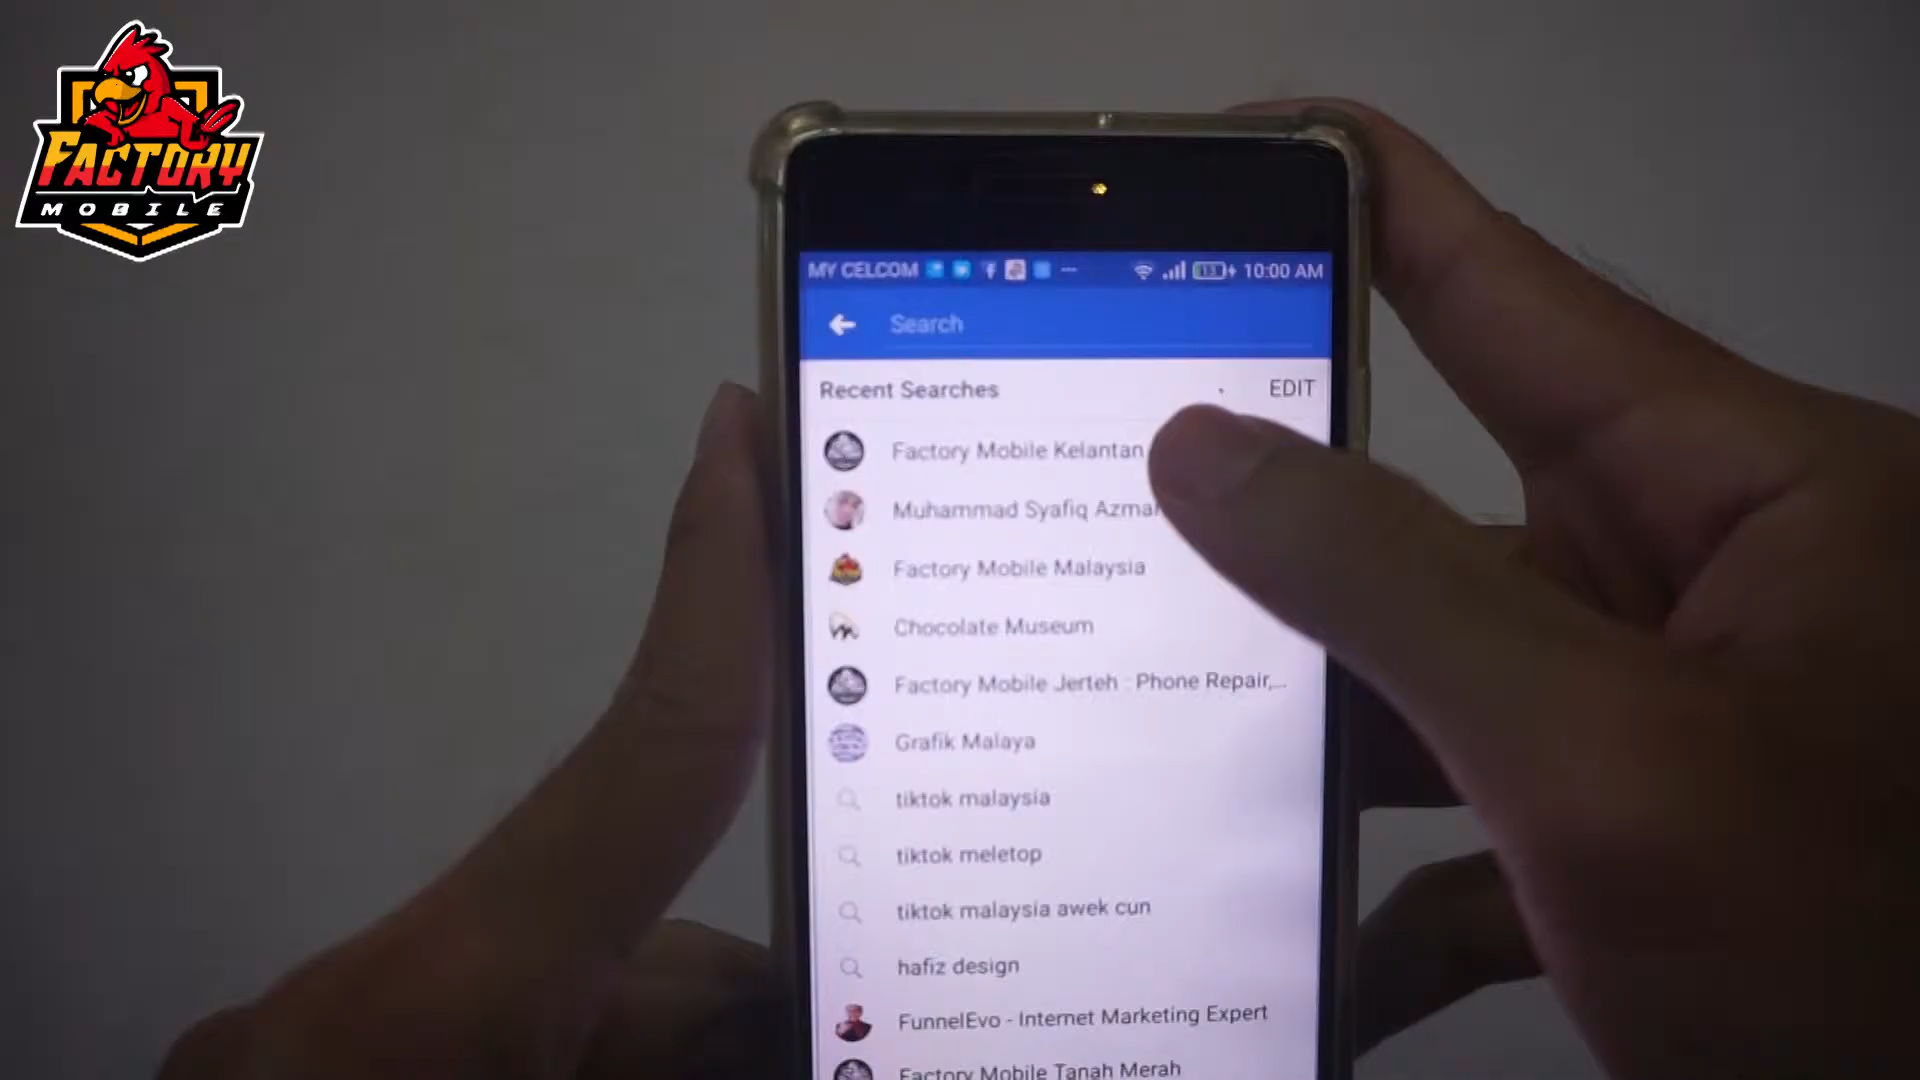 FACTORY
MOBILE
MY CELCOM 13 10:00 AM
Search
Recent Searches EDIT
Factory Mobile Kelantan
Muhammad Syafiq
Factory Mobile Malaysia
Chocolate Museum
Factory Mobile Jerteh : Phone Repair,...
Grafik Malaya
tiktok malaysia
tiktok meletop
tiktok malaysia awek cun
hafiz design
FunnelEvo - Internet Marketing Expert
Factory Mobile Tanah Merah